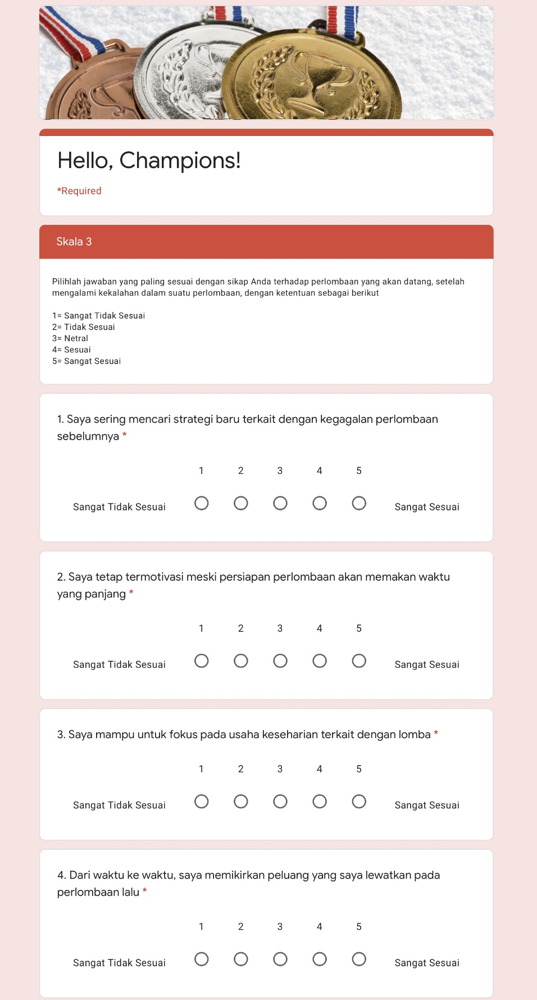 Hello, Champions!
*Required
Skala 3
Pilihlah jawaban yang paling sesuai dengan sikap Anda terhadap perlombaan yang akan datang, setelah
mengalami kekalahan dalam suatu perlombaan, dengan ketentuan sebagai berikut
1= Sangat Tidak Sesuai
2= Tidak Sesuai
3= Netral
4= Sesuai
5= Sangat Sesuai
1. Saya sering mencari strategi baru terkait dengan kegagalan perlombaan
sebelumnya *
1 2 3 4 5
Sangat Tidak Sesuai Sangat Sesuai
2. Saya tetap termotivasi meski persiapan perlombaan akan memakan waktu
yang panjang *
1 2 3 4 5
Sangat Tidak Sesuai Sangat Sesuai
3. Saya mampu untuk fokus pada usaha keseharian terkait dengan lomba *
1 2 3 4 5
Sangat Tidak Sesuai Sangat Sesuai
4. Dari waktu ke waktu, saya memikirkan peluang yang saya lewatkan pada
perlombaan lalu *
1 2 3 4 5
Sangat Tidak Sesuai Sangat Sesuai